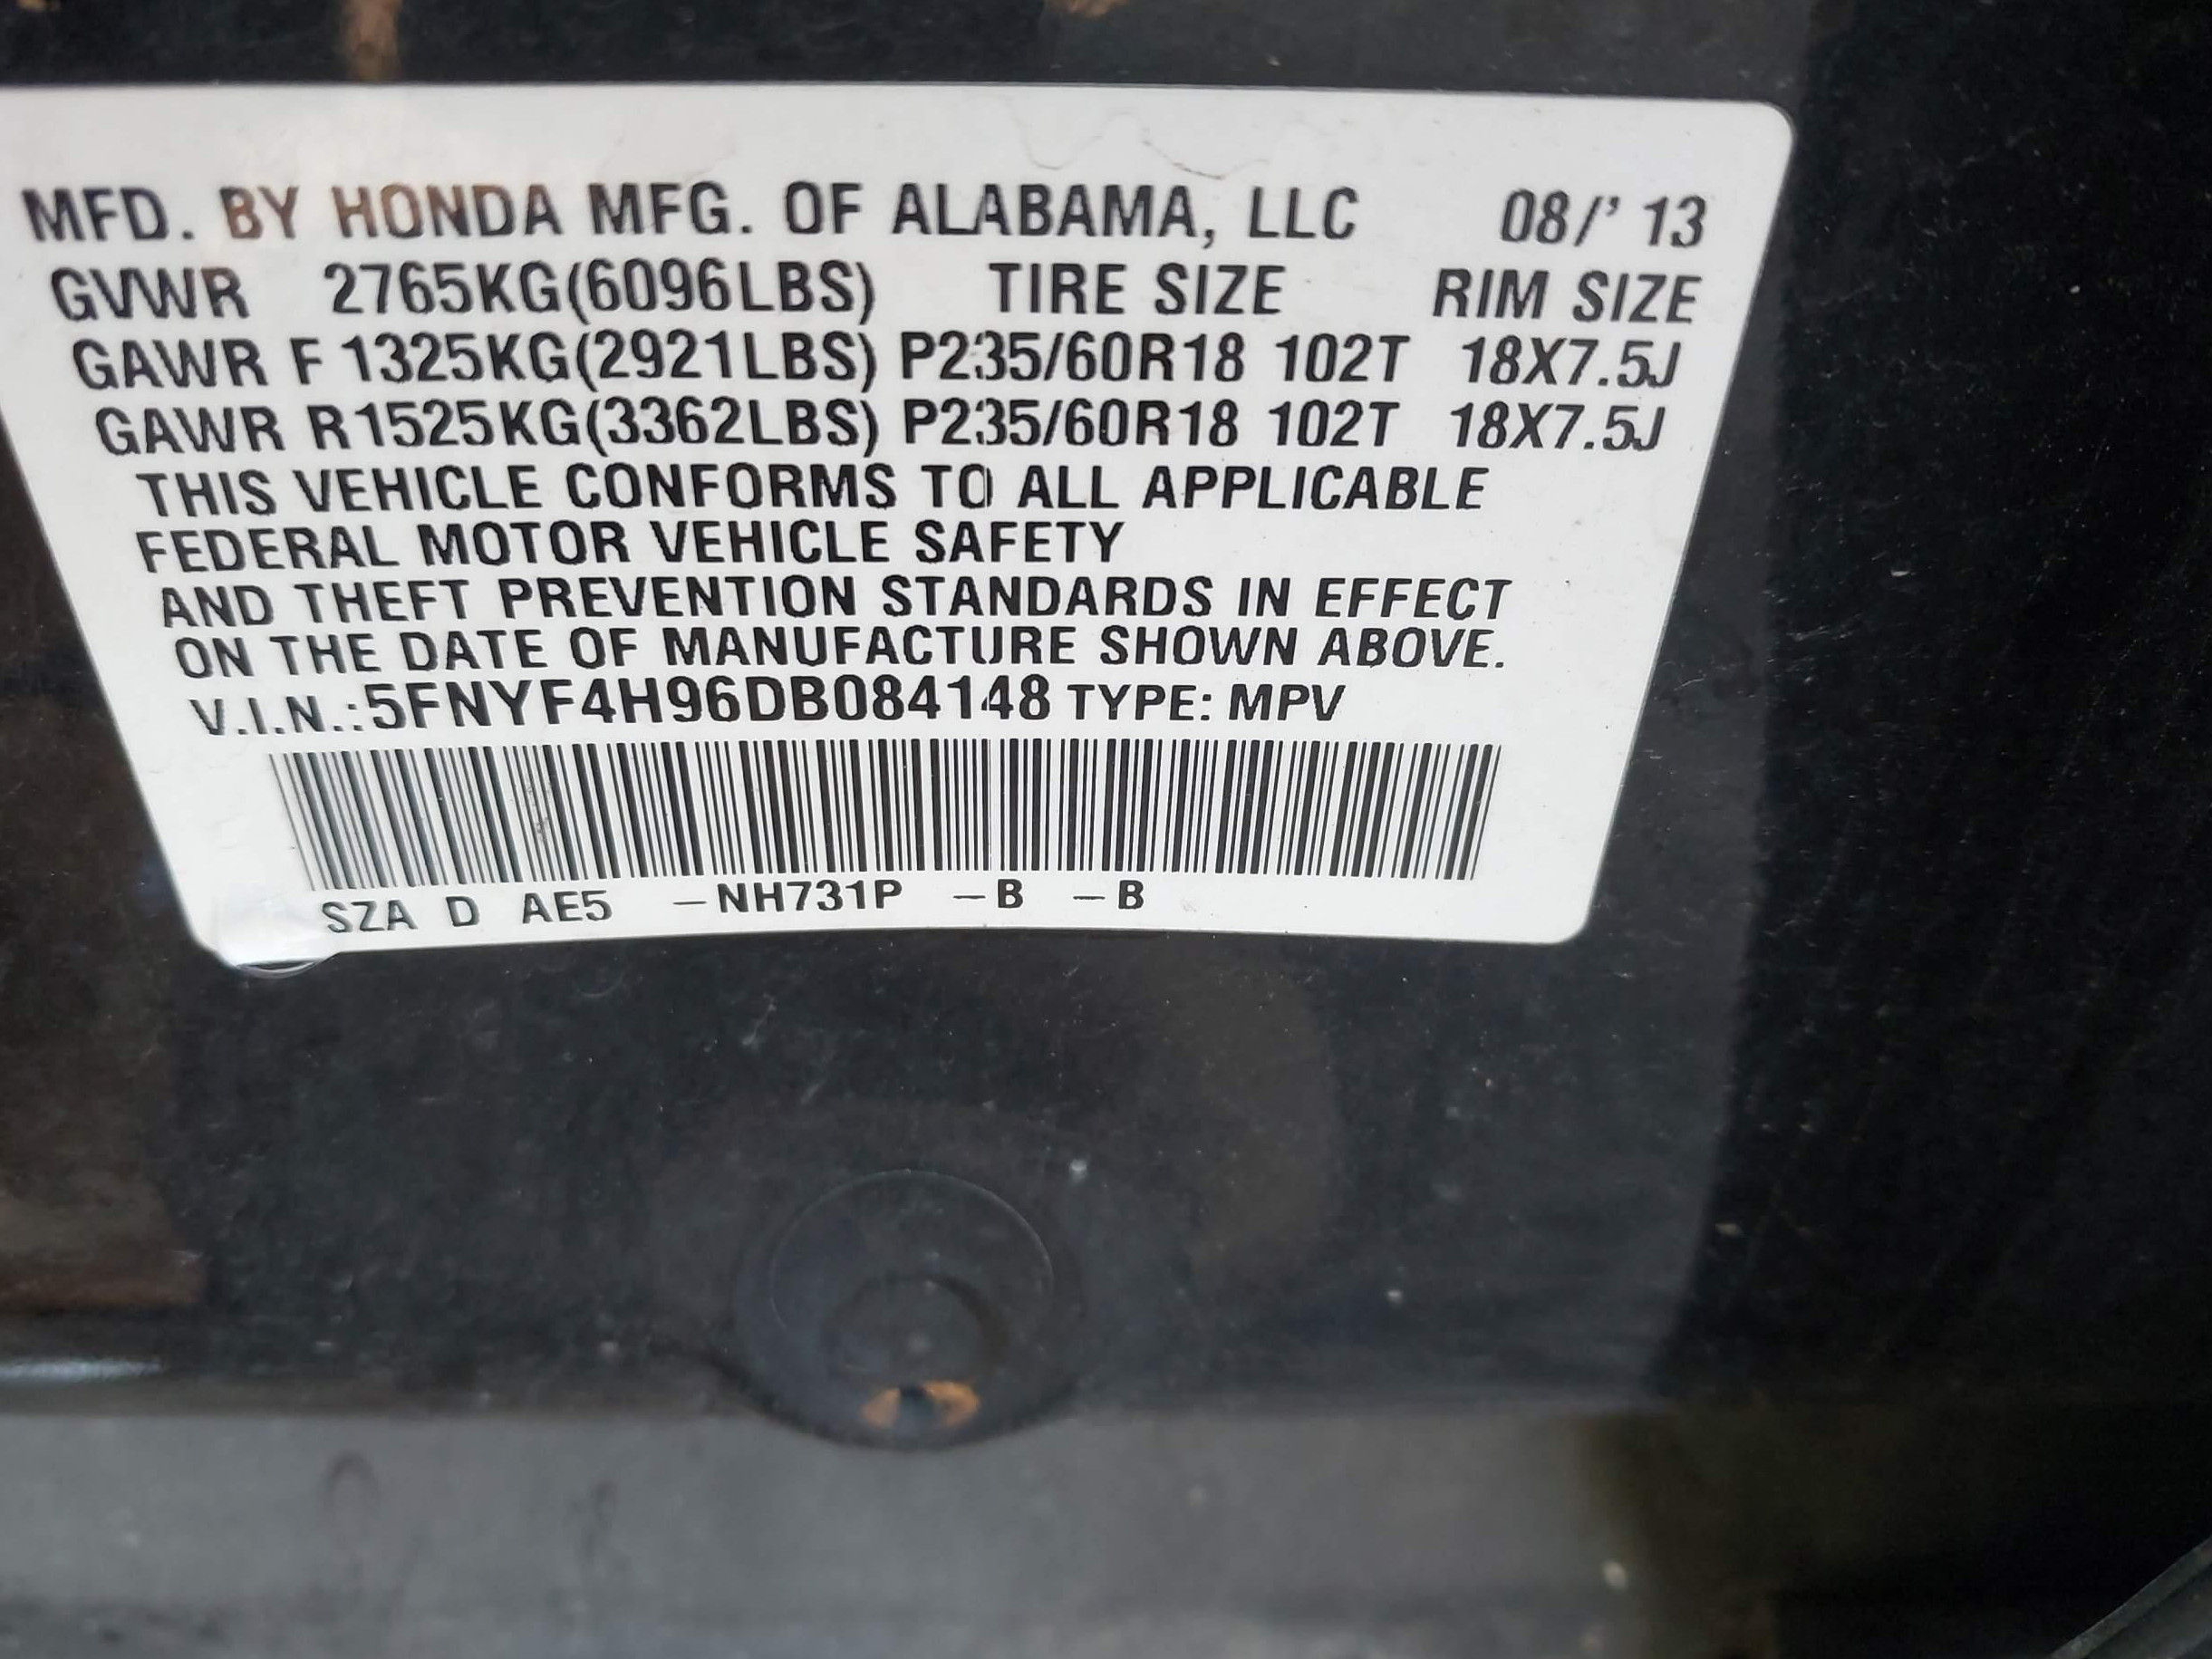 MFD. BY HONDA MFG. OF ALABAMA, LLC 08/' 13
GVWR 2765KG(6096LBS) TIRE SIZE RIM SIZE
GAWR F 1325KG(2921LBS) P235/60R18 102T 18X7.5J
GAWR R1525KG(3362LBS) P235/60R18 102T 18X7.5J
THIS VEHICLE CONFORMS TO ALL APPLICABLE
FEDERAL MOTOR VEHICLE SAFETY
AND THEFT PREVENTION STANDARDS IN EFFECT
ON THE DATE OF MANUFACTURE SHOWN ABOVE.
V.I.N.:5FNYF4H96DB084148 TYPE: MPV
SZA D AE5 –NH731P –B –B